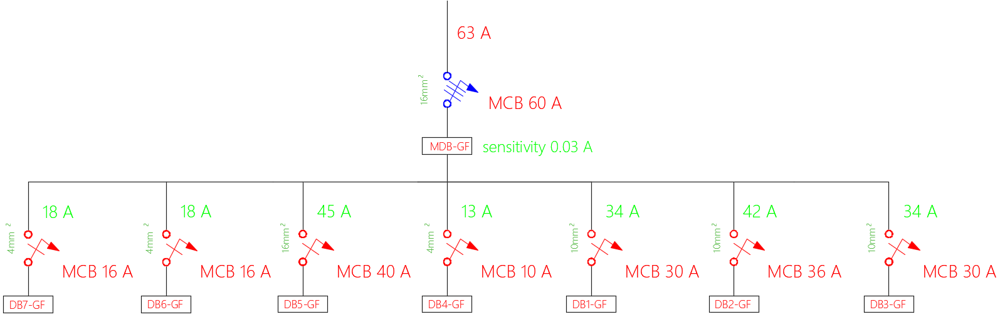 63 A
16mm²
MCB 60 A
MDB-GF
sensitivity 0.03 A
18 A
18 A
45 A
13 A
34 A
42 A
34 A
4mm²
4mm²
16mm²
4mm²
10mm²
10mm²
10mm²
MCB 16 A
MCB 16 A
MCB 40 A
MCB 10 A
MCB 30 A
MCB 36 A
MCB 30 A
DB7-GF
DB6-GF
DB5-GF
DB4-GF
DB1-GF
DB2-GF
DB3-GF